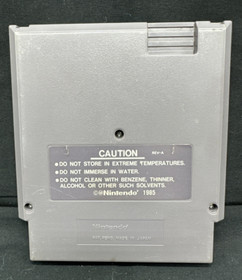 CAUTION REV-A
● DO NOT STORE IN EXTREME TEMPERATURES.
● DO NOT IMMERSE IN WATER.
● DO NOT CLEAN WITH BENZENE, THINNER,
ALCOHOL OR OTHER SUCH SOLVENTS.
©Nintendo® 1985
Nintendo®